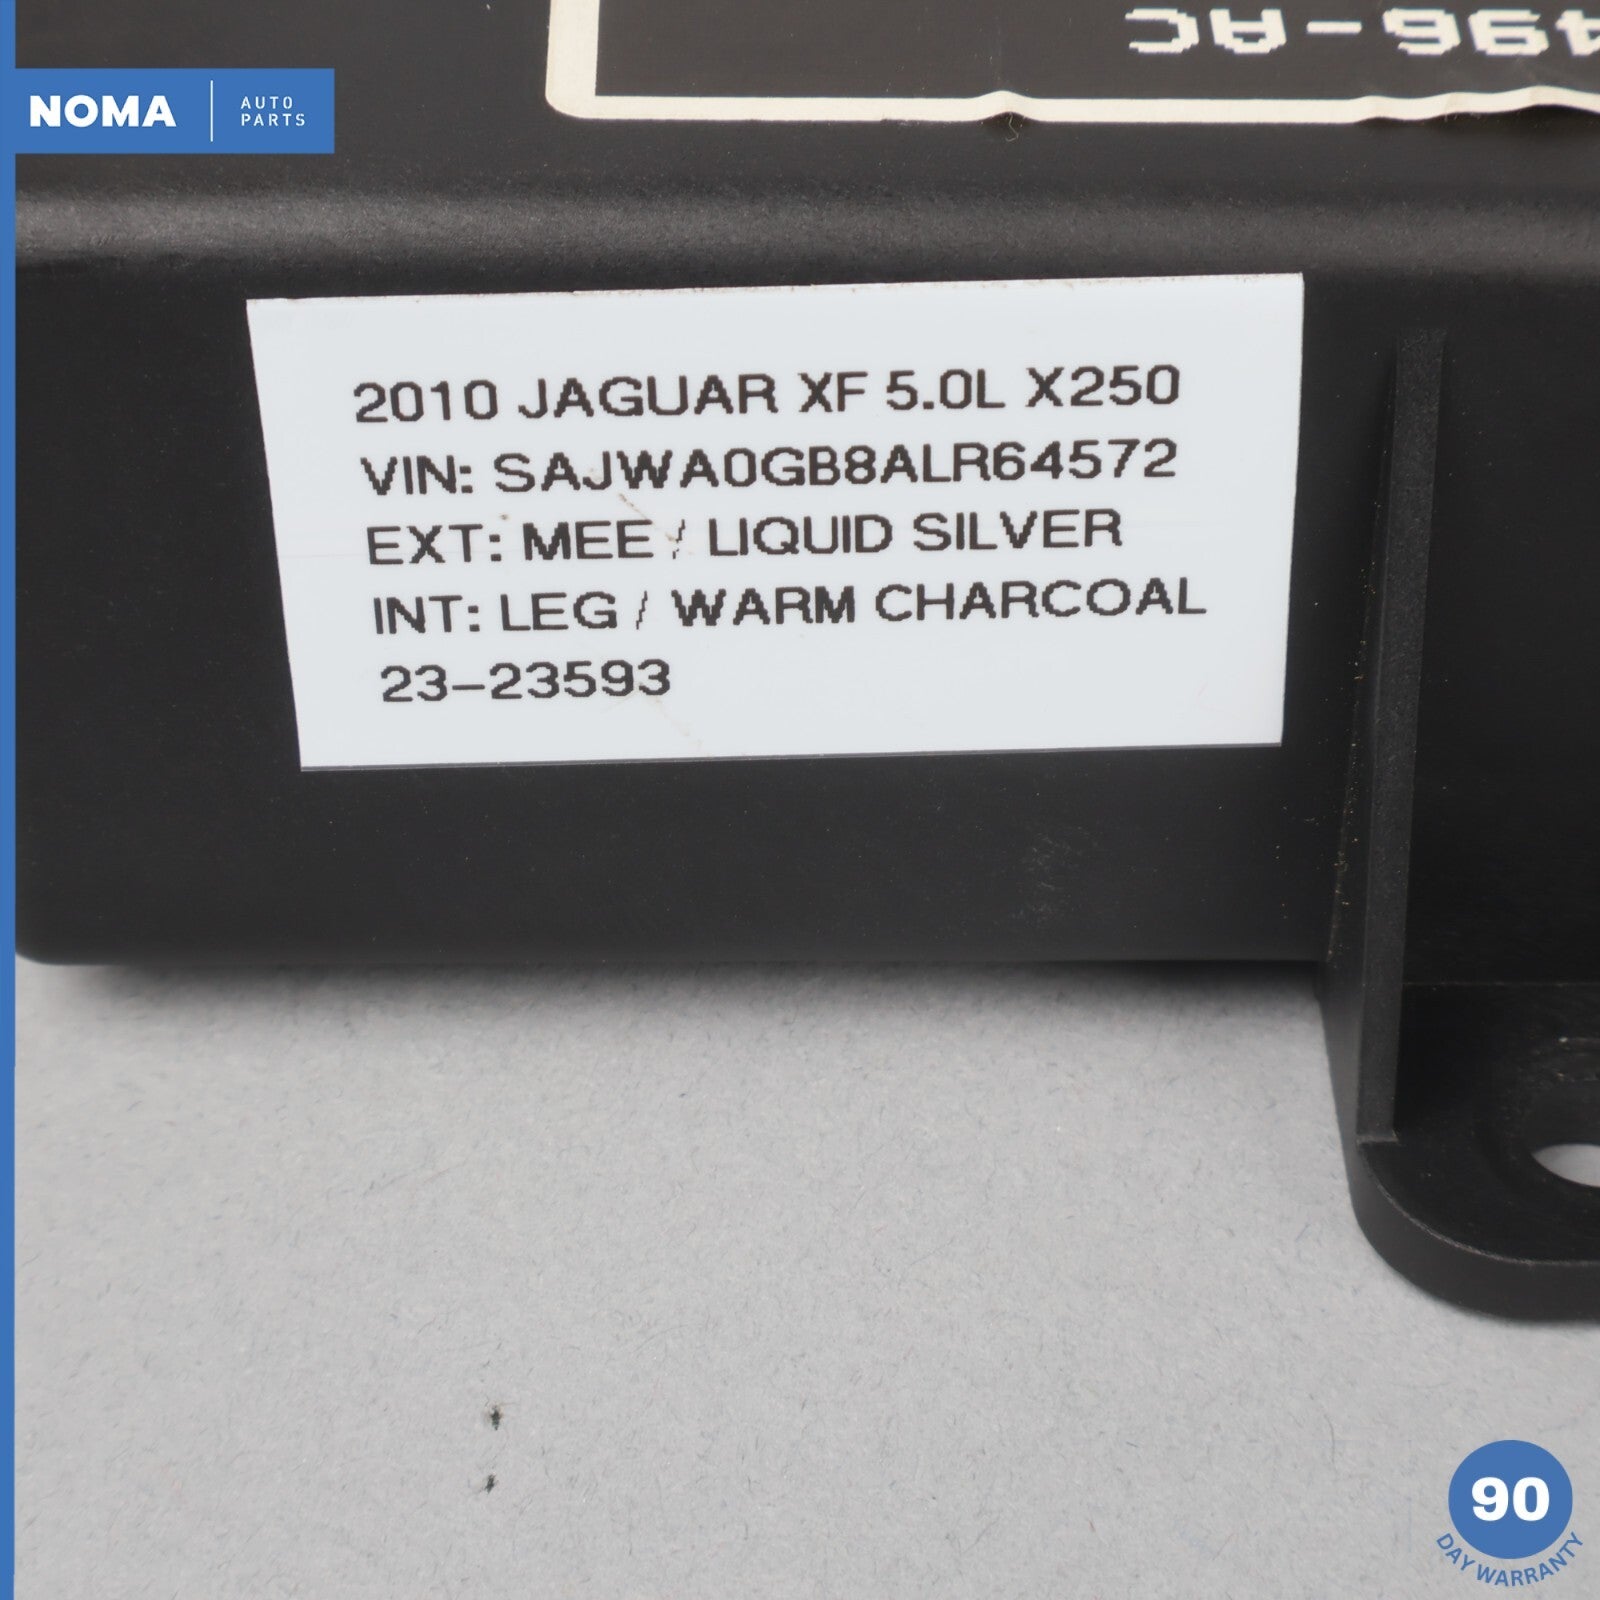 496-AC
NOMA
AUTO
PARTS
2010 JAGUAR XF 5.0L X250
VIN: SAJWA0GB8ALR64572
EXT: MEE / LIQUID SILVER
INT: LEG / WARM CHARCOAL
23-23593
90
DAY WARRANTY